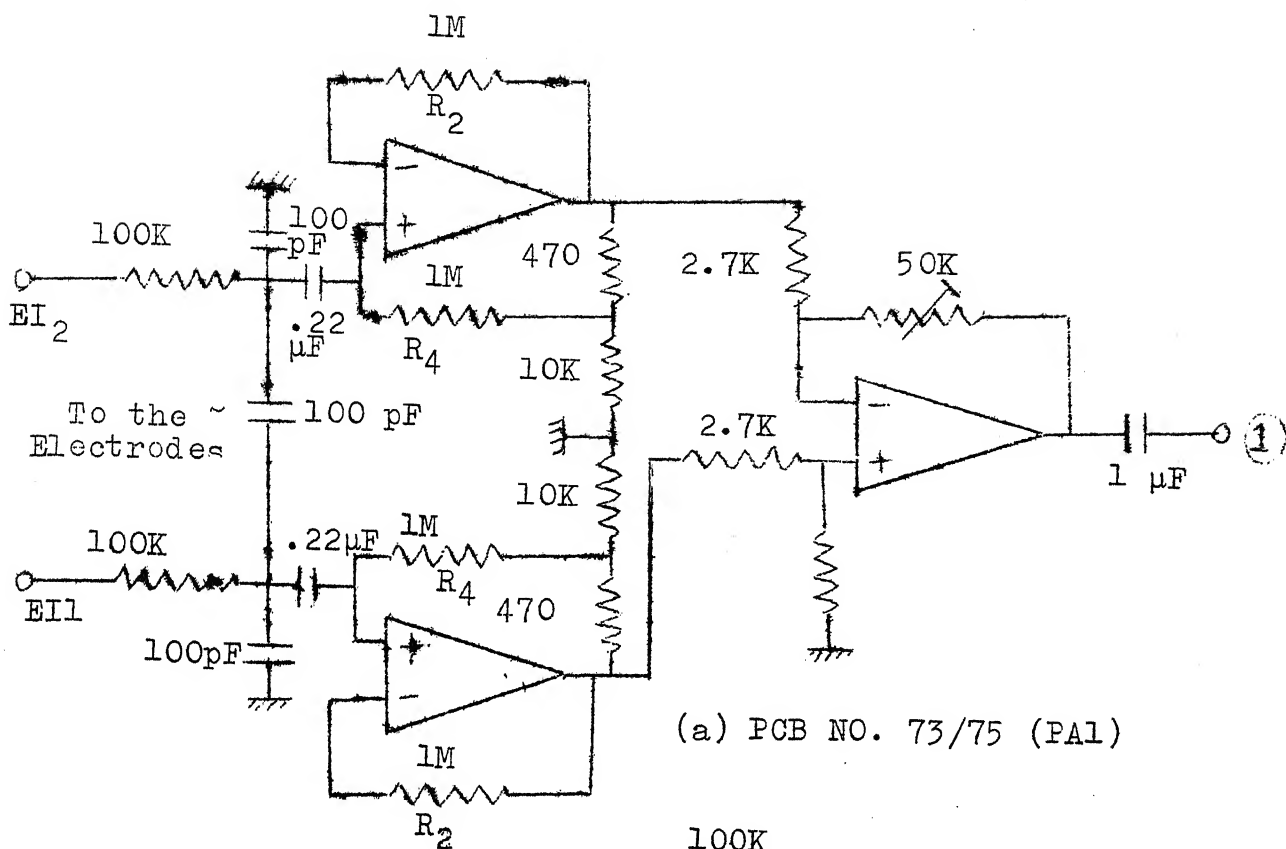 1M
R2
100
pF
100K
470
2.7K
50K
1M
EI2
.22
µF
R4
10K
To the ~
Electrodes
100 pF
2.7K
1
1 µF
10K
100K
.22µF
1M
R4
470
EI1
100pF
(a) PCB NO. 73/75 (PA1)
1M
R2
100K